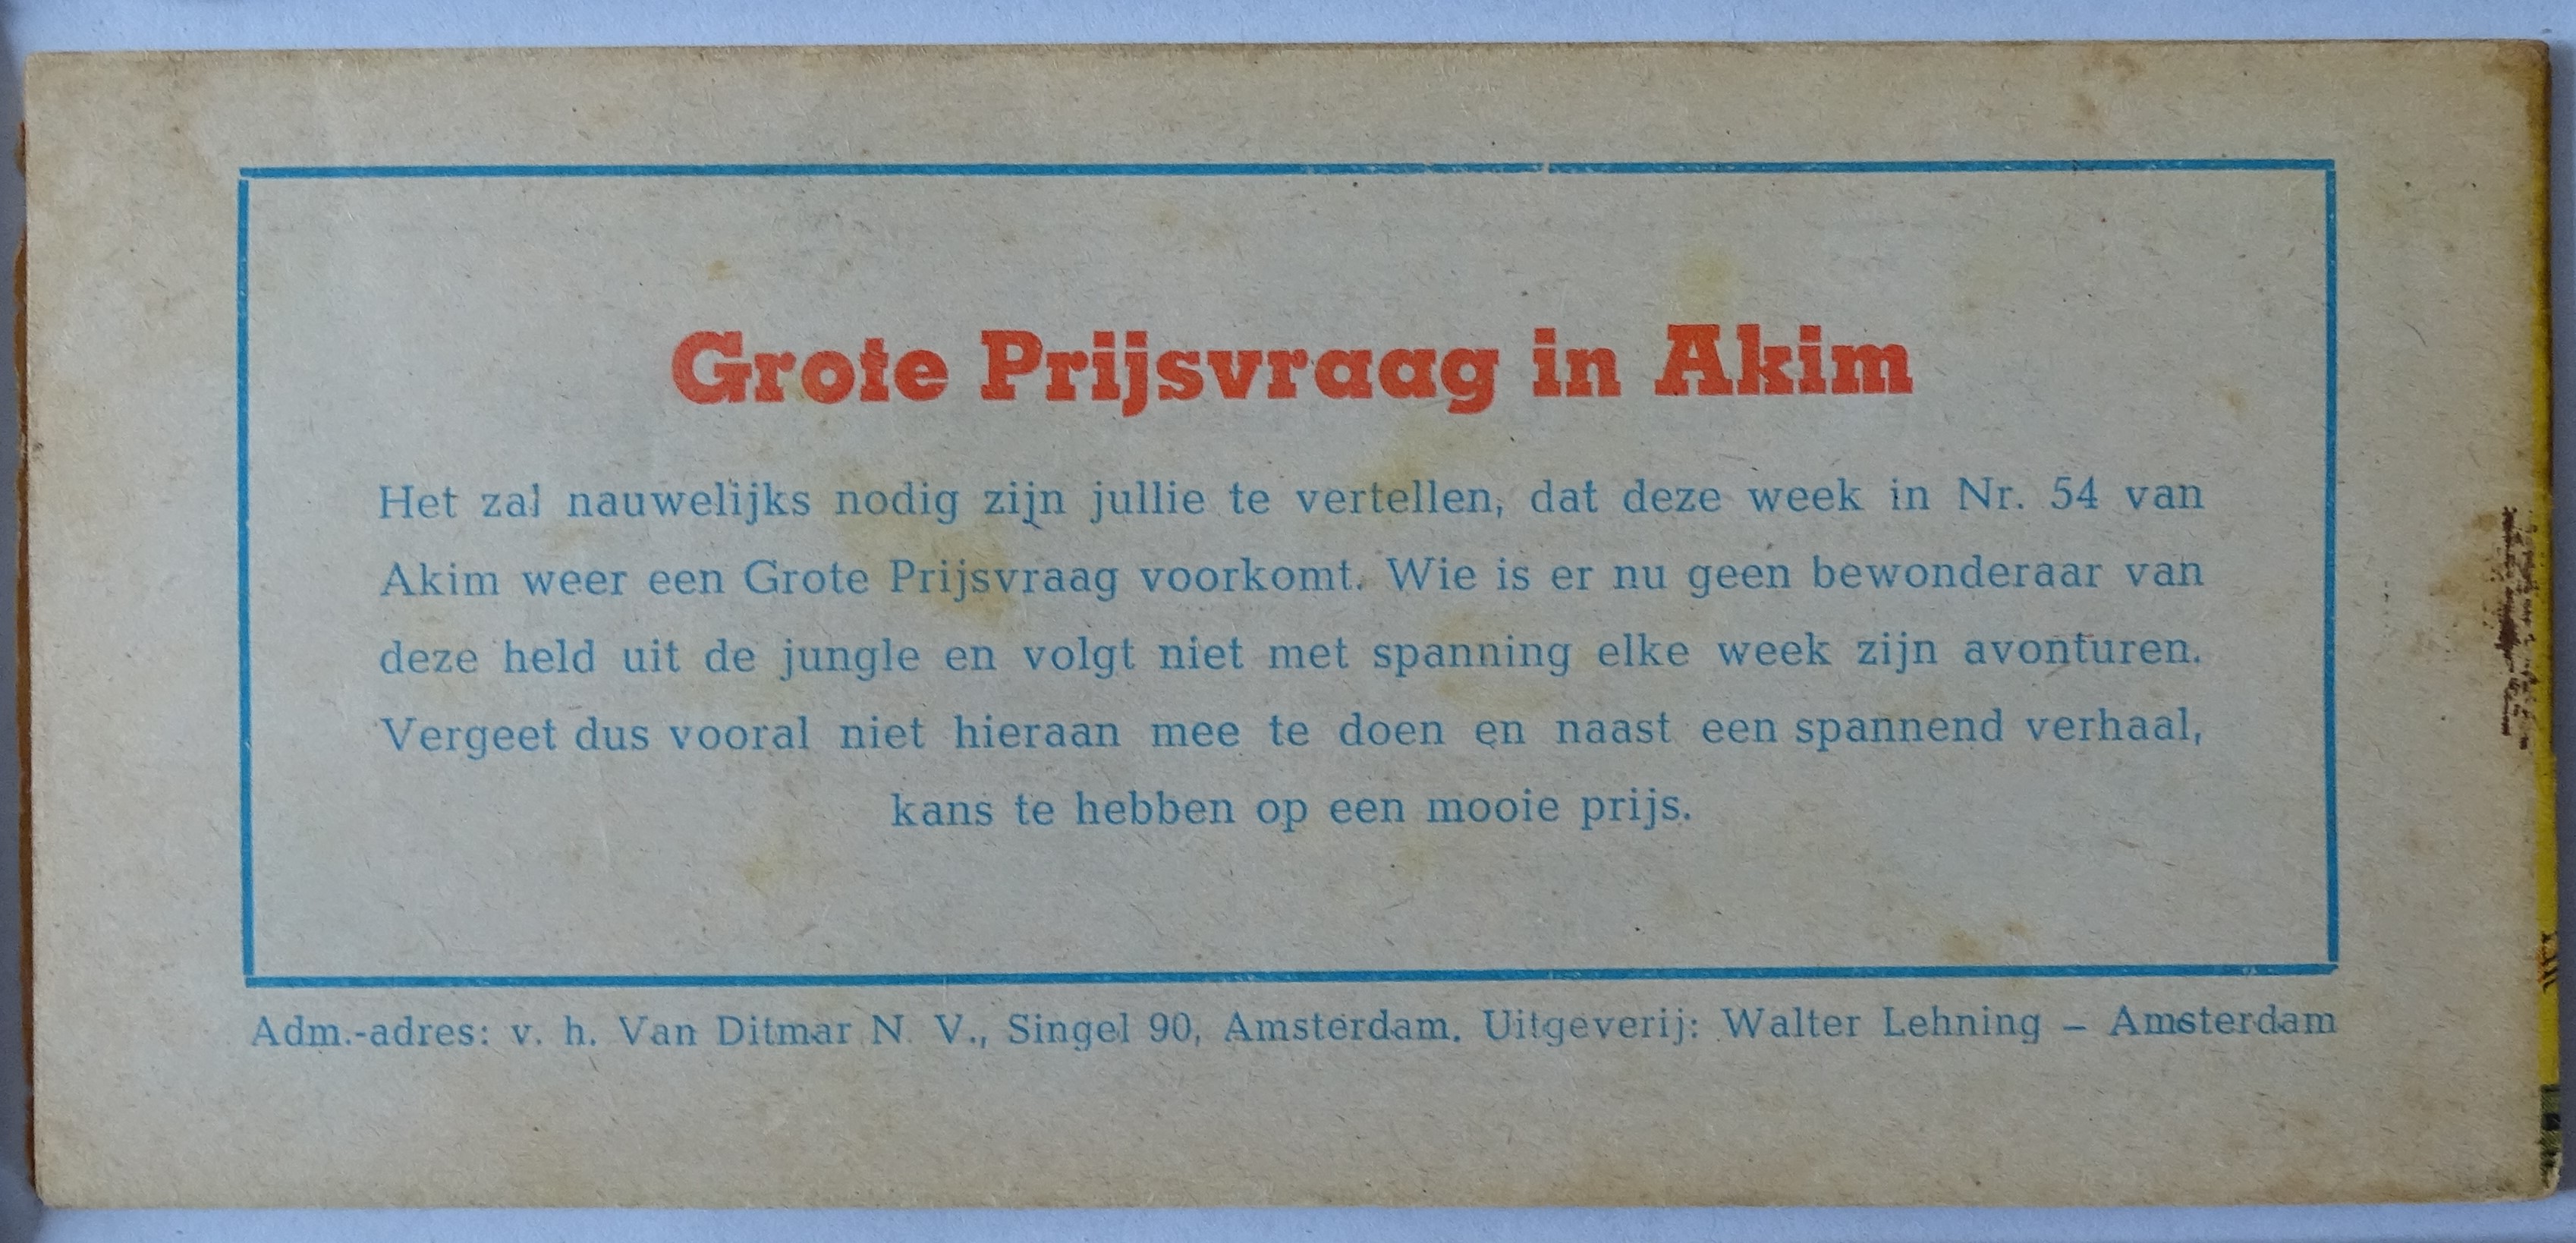 Grote Prijsvraag in Akim
Het zal nauwelijks nodig zijn jullie te vertellen, dat deze week in Nr. 54 van
Akim weer een Grote Prijsvraag voorkomt. Wie is er nu geen bewonderaar van
deze held uit de jungle en volgt niet met spanning elke week zijn avonturen.
Vergeet dus vooral niet hieraan mee te doen en naast een spannend verhaal,
kans te hebben op een mooie prijs.
Adm.-adres: v. h. Van Ditmar N. V., Singel 90, Amsterdam. Uitgeverij: Walter Lehning – Amsterdam